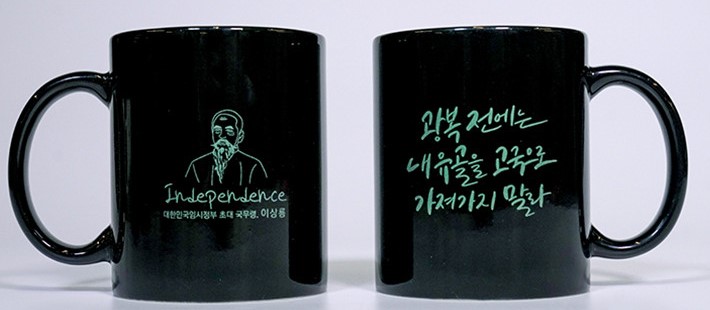 Independence
대한민국임시정부 초대 국무령, 이상룡
광복 전에는
내 유골을 고국으로
가져가지 말라